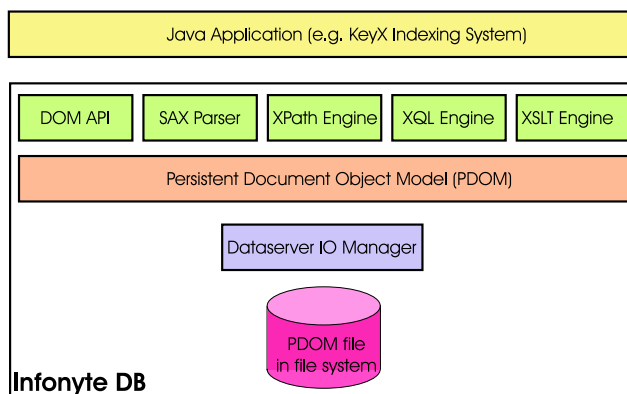 Java Application (e.g. KeyX Indexing System)
DOM API
SAX Parser
XPath Engine
XQL Engine
XSLT Engine
Persistent Document Object Model (PDOM)
Dataserver IO Manager
PDOM file
in file system
Infonyte DB